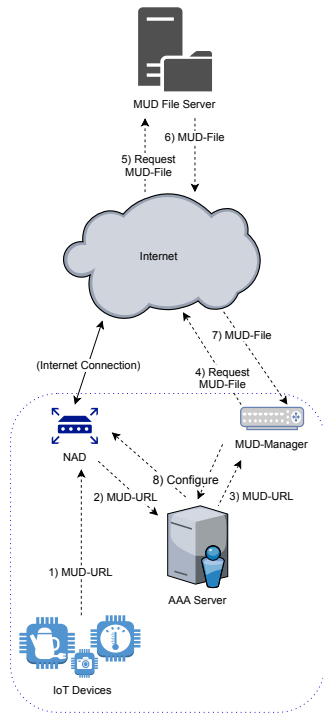 MUD File Server
6) MUD-File
5) Request
MUD-File
Internet
7) MUD-File
(Internet Connection)
4) Request
MUD-File
NAD
MUD-Manager
8) Configure
2) MUD-URL
3) MUD-URL
1) MUD-URL
AAA Server
IoT Devices